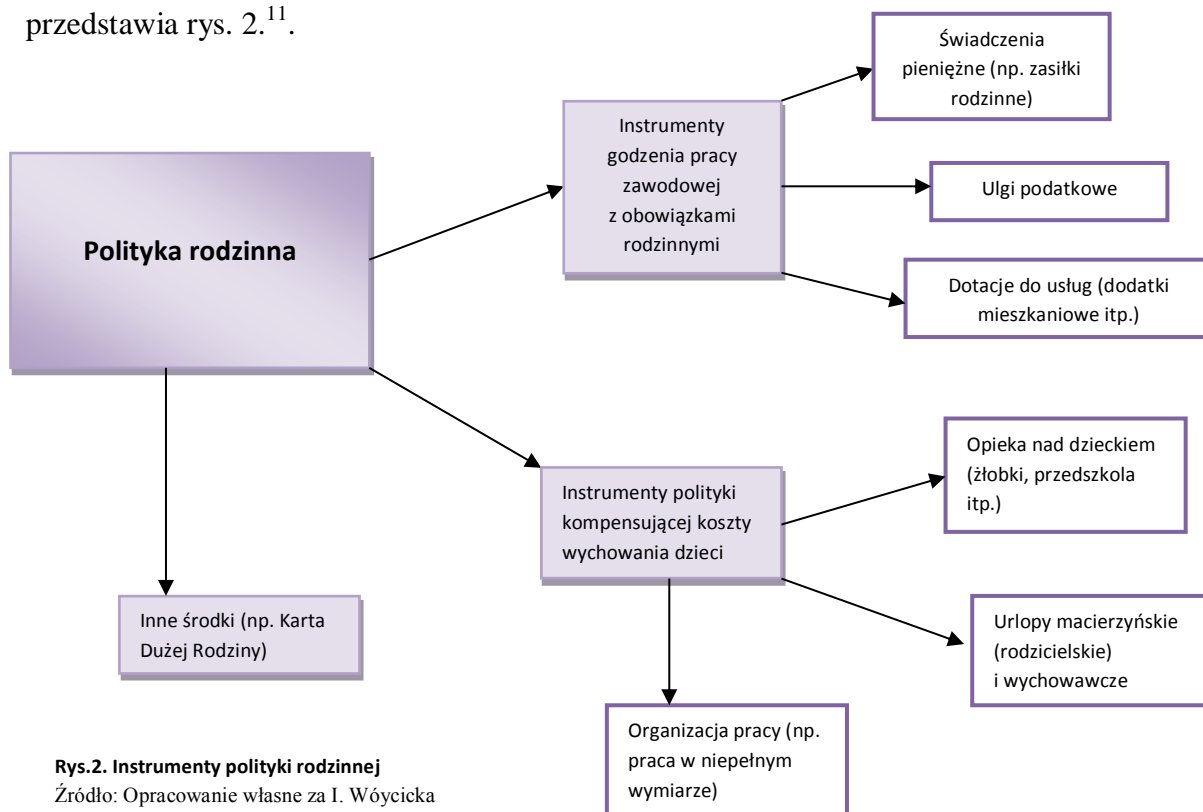 przedstawia rys. 2.11.
Świadczenia
pieniężne (np. zasiłki
rodzinne)
Instrumenty
godzenia pracy
zawodowej
z obowiązkami
rodzinnymi
Ulgi podatkowe
Polityka rodzinna
Dotacje do usług (dodatki
mieszkaniowe itp.)
Opieka nad dzieckiem
(żłobki, przedszkola
itp.)
Instrumenty polityki
kompensującej koszty
wychowania dzieci
Inne środki (np. Karta
Dużej Rodziny)
Urlopy macierzyńskie
(rodzicielskie)
i wychowawcze
Organizacja pracy (np.
praca w niepełnym
wymiarze)
Rys.2. Instrumenty polityki rodzinnej
Źródło: Opracowanie własne za I. Wóycicka